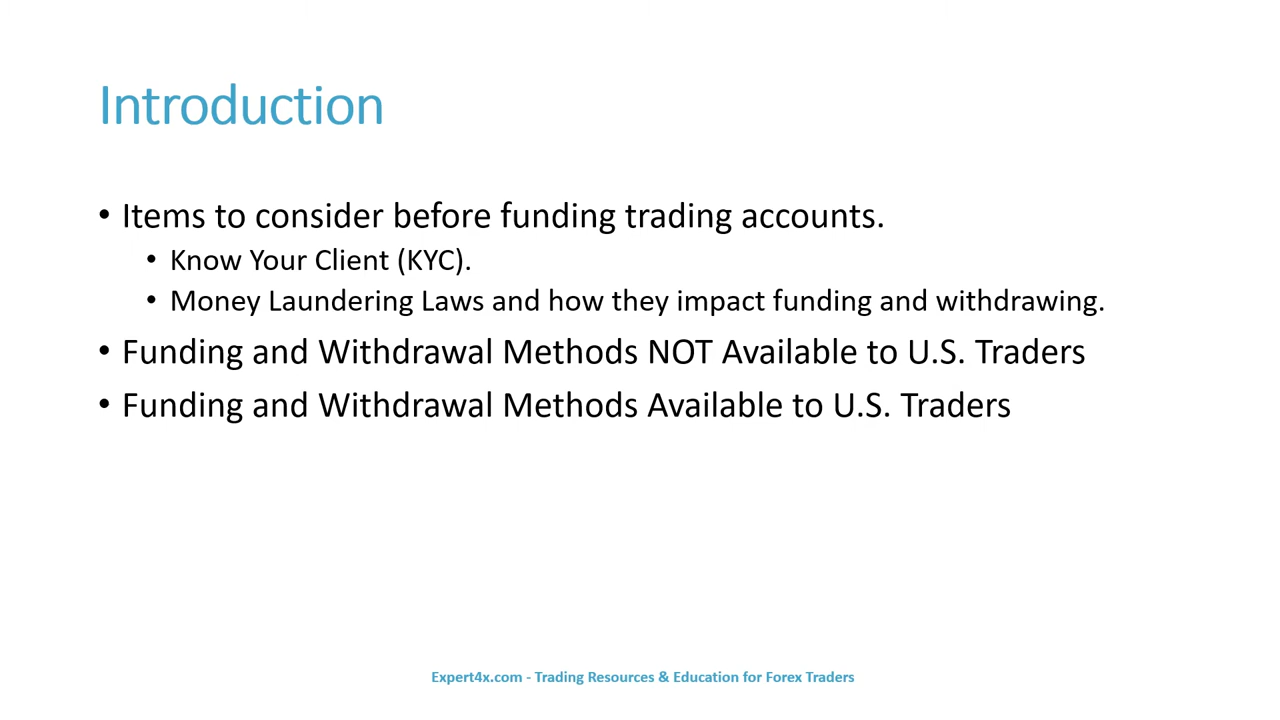 Introduction
• Items to consider before funding trading accounts.
• Know Your Client (KYC).
• Money Laundering Laws and how they impact funding and withdrawing.
• Funding and Withdrawal Methods NOT Available to U.S. Traders
• Funding and Withdrawal Methods Available to U.S. Traders
Expert4x.com - Trading Resources & Education for Forex Traders